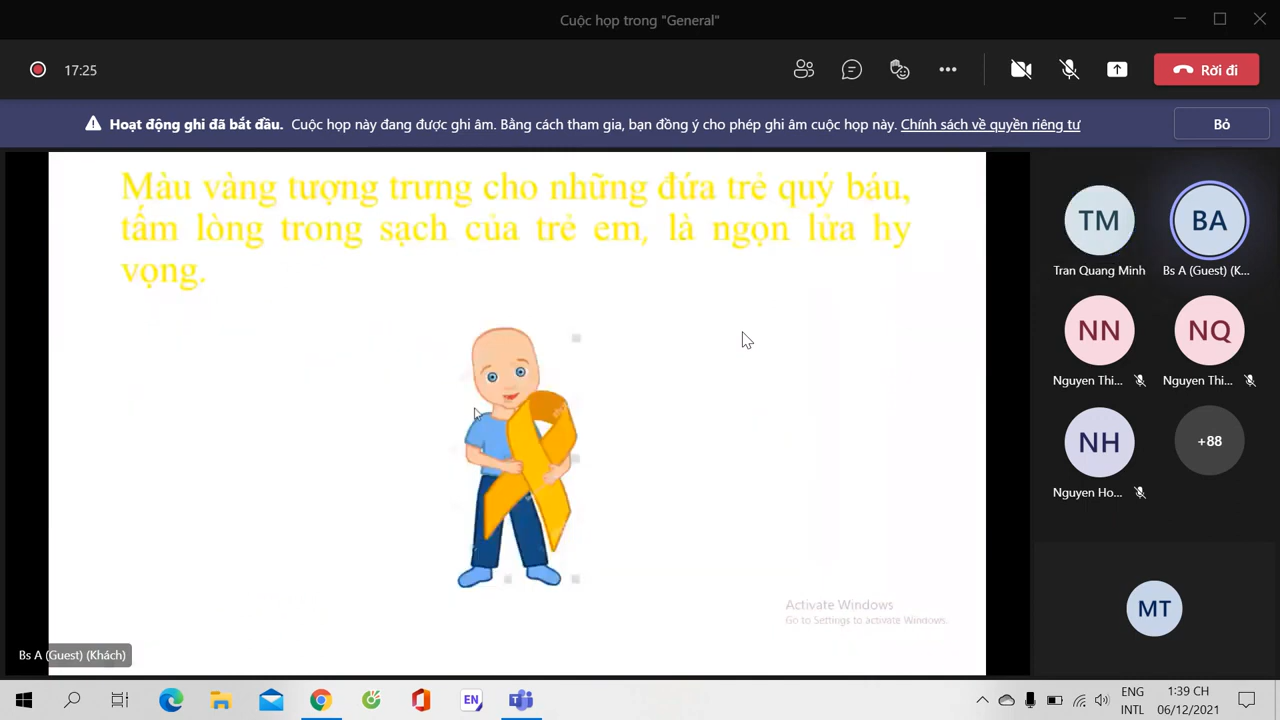 Cuộc họp trong "General"
17:25
Rời đi
Hoạt động ghi đã bắt đầu. Cuộc họp này đang được ghi âm. Bằng cách tham gia, bạn đồng ý cho phép ghi âm cuộc họp này. Chính sách về quyền riêng tư
Bỏ
Màu vàng tượng trưng cho những đứa trẻ quý báu,
tấm lòng trong sạch của trẻ em, là ngọn lửa hy
vọng.
TM
BA
Tran Quang Minh
Bs A (Guest) (K...
NN
NQ
Nguyen Thi...
Nguyen Thi...
NH
+88
Nguyen Ho...
MT
Activate Windows
Go to Settings to activate Windows.
Bs A (Guest) (Khách)
EN
ENG
INTL
1:39 CH
06/12/2021